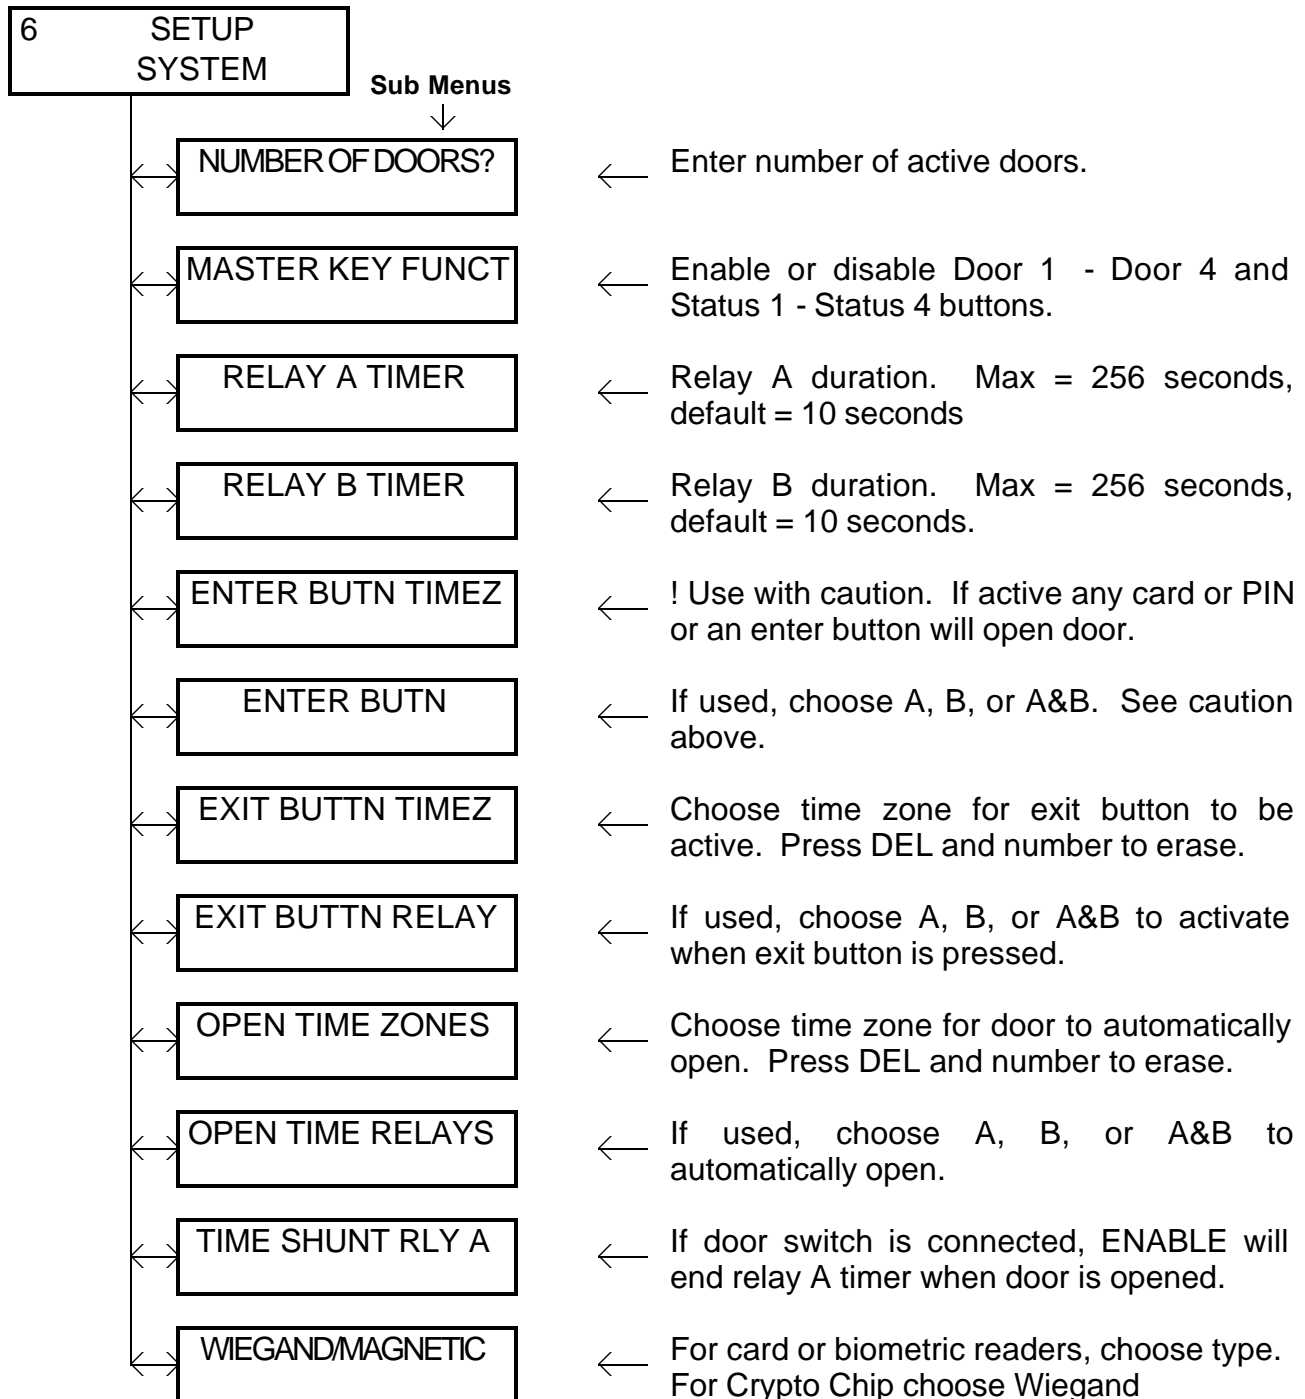 6 SETUP
SYSTEM
Sub Menus
NUMBER OF DOORS?
Enter number of active doors.
MASTER KEY FUNCT
Enable or disable Door 1 - Door 4 and
Status 1 - Status 4 buttons.
RELAY A TIMER
Relay A duration. Max = 256 seconds,
default = 10 seconds
RELAY B TIMER
Relay B duration. Max = 256 seconds,
default = 10 seconds.
ENTER BUTN TIMEZ
! Use with caution. If active any card or PIN
or an enter button will open door.
ENTER BUTN
If used, choose A, B, or A&B. See caution
above.
EXIT BUTTN TIMEZ
Choose time zone for exit button to be
active. Press DEL and number to erase.
EXIT BUTTN RELAY
If used, choose A, B, or A&B to activate
when exit button is pressed.
OPEN TIME ZONES
Choose time zone for door to automatically
open. Press DEL and number to erase.
OPEN TIME RELAYS
If used, choose A, B, or A&B to
automatically open.
TIME SHUNT RLY A
If door switch is connected, ENABLE will
end relay A timer when door is opened.
WIEGAND/MAGNETIC
For card or biometric readers, choose type.
For Crypto Chip choose Wiegand